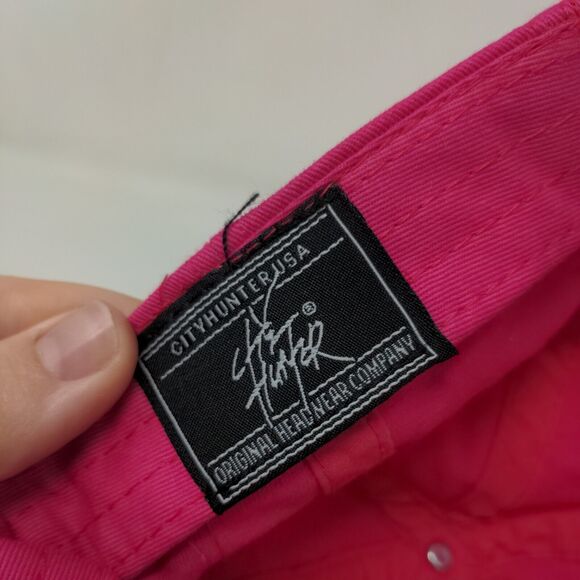 CITYHUNTER USA
CITY
HUNTER®
ORIGINAL HEADWEAR COMPANY